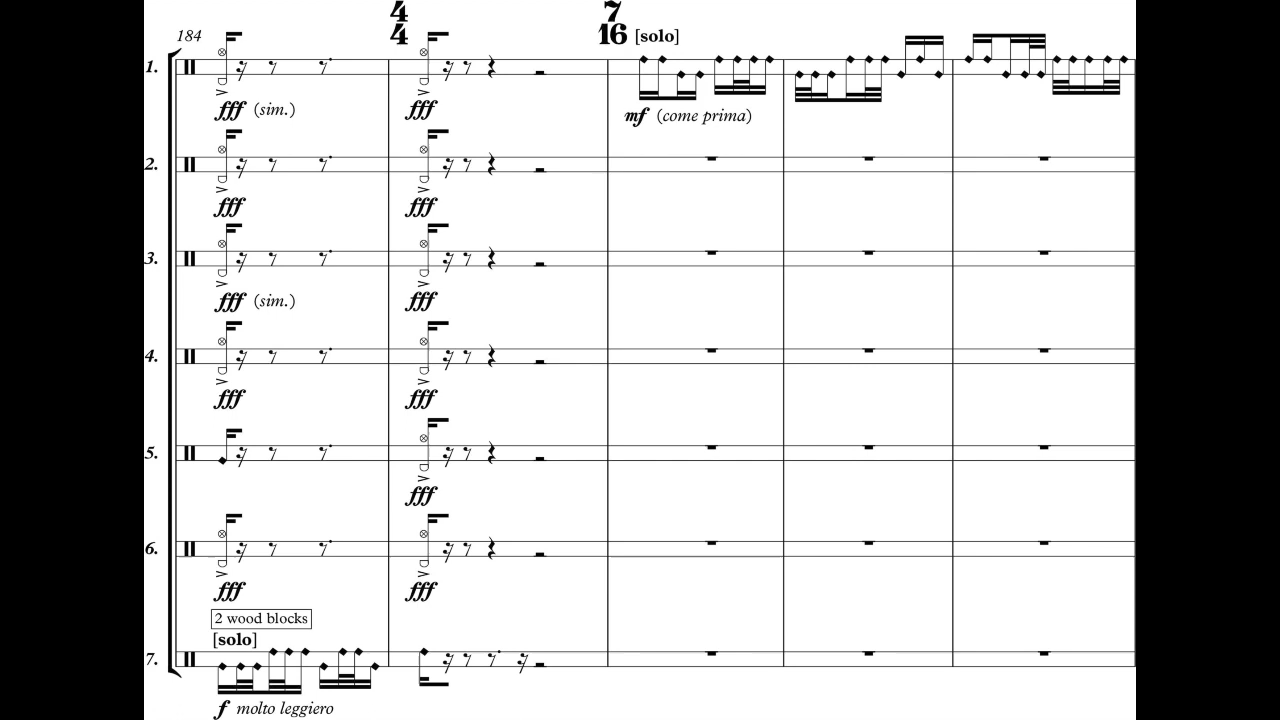 4 7
184 4 16 [solo]
1.
fff (sim.) fff mf (come prima)
2.
fff fff
3.
fff (sim.) fff
4.
fff fff
5.
fff
6.
fff fff
2 wood blocks
[solo]
7.
f molto leggiero